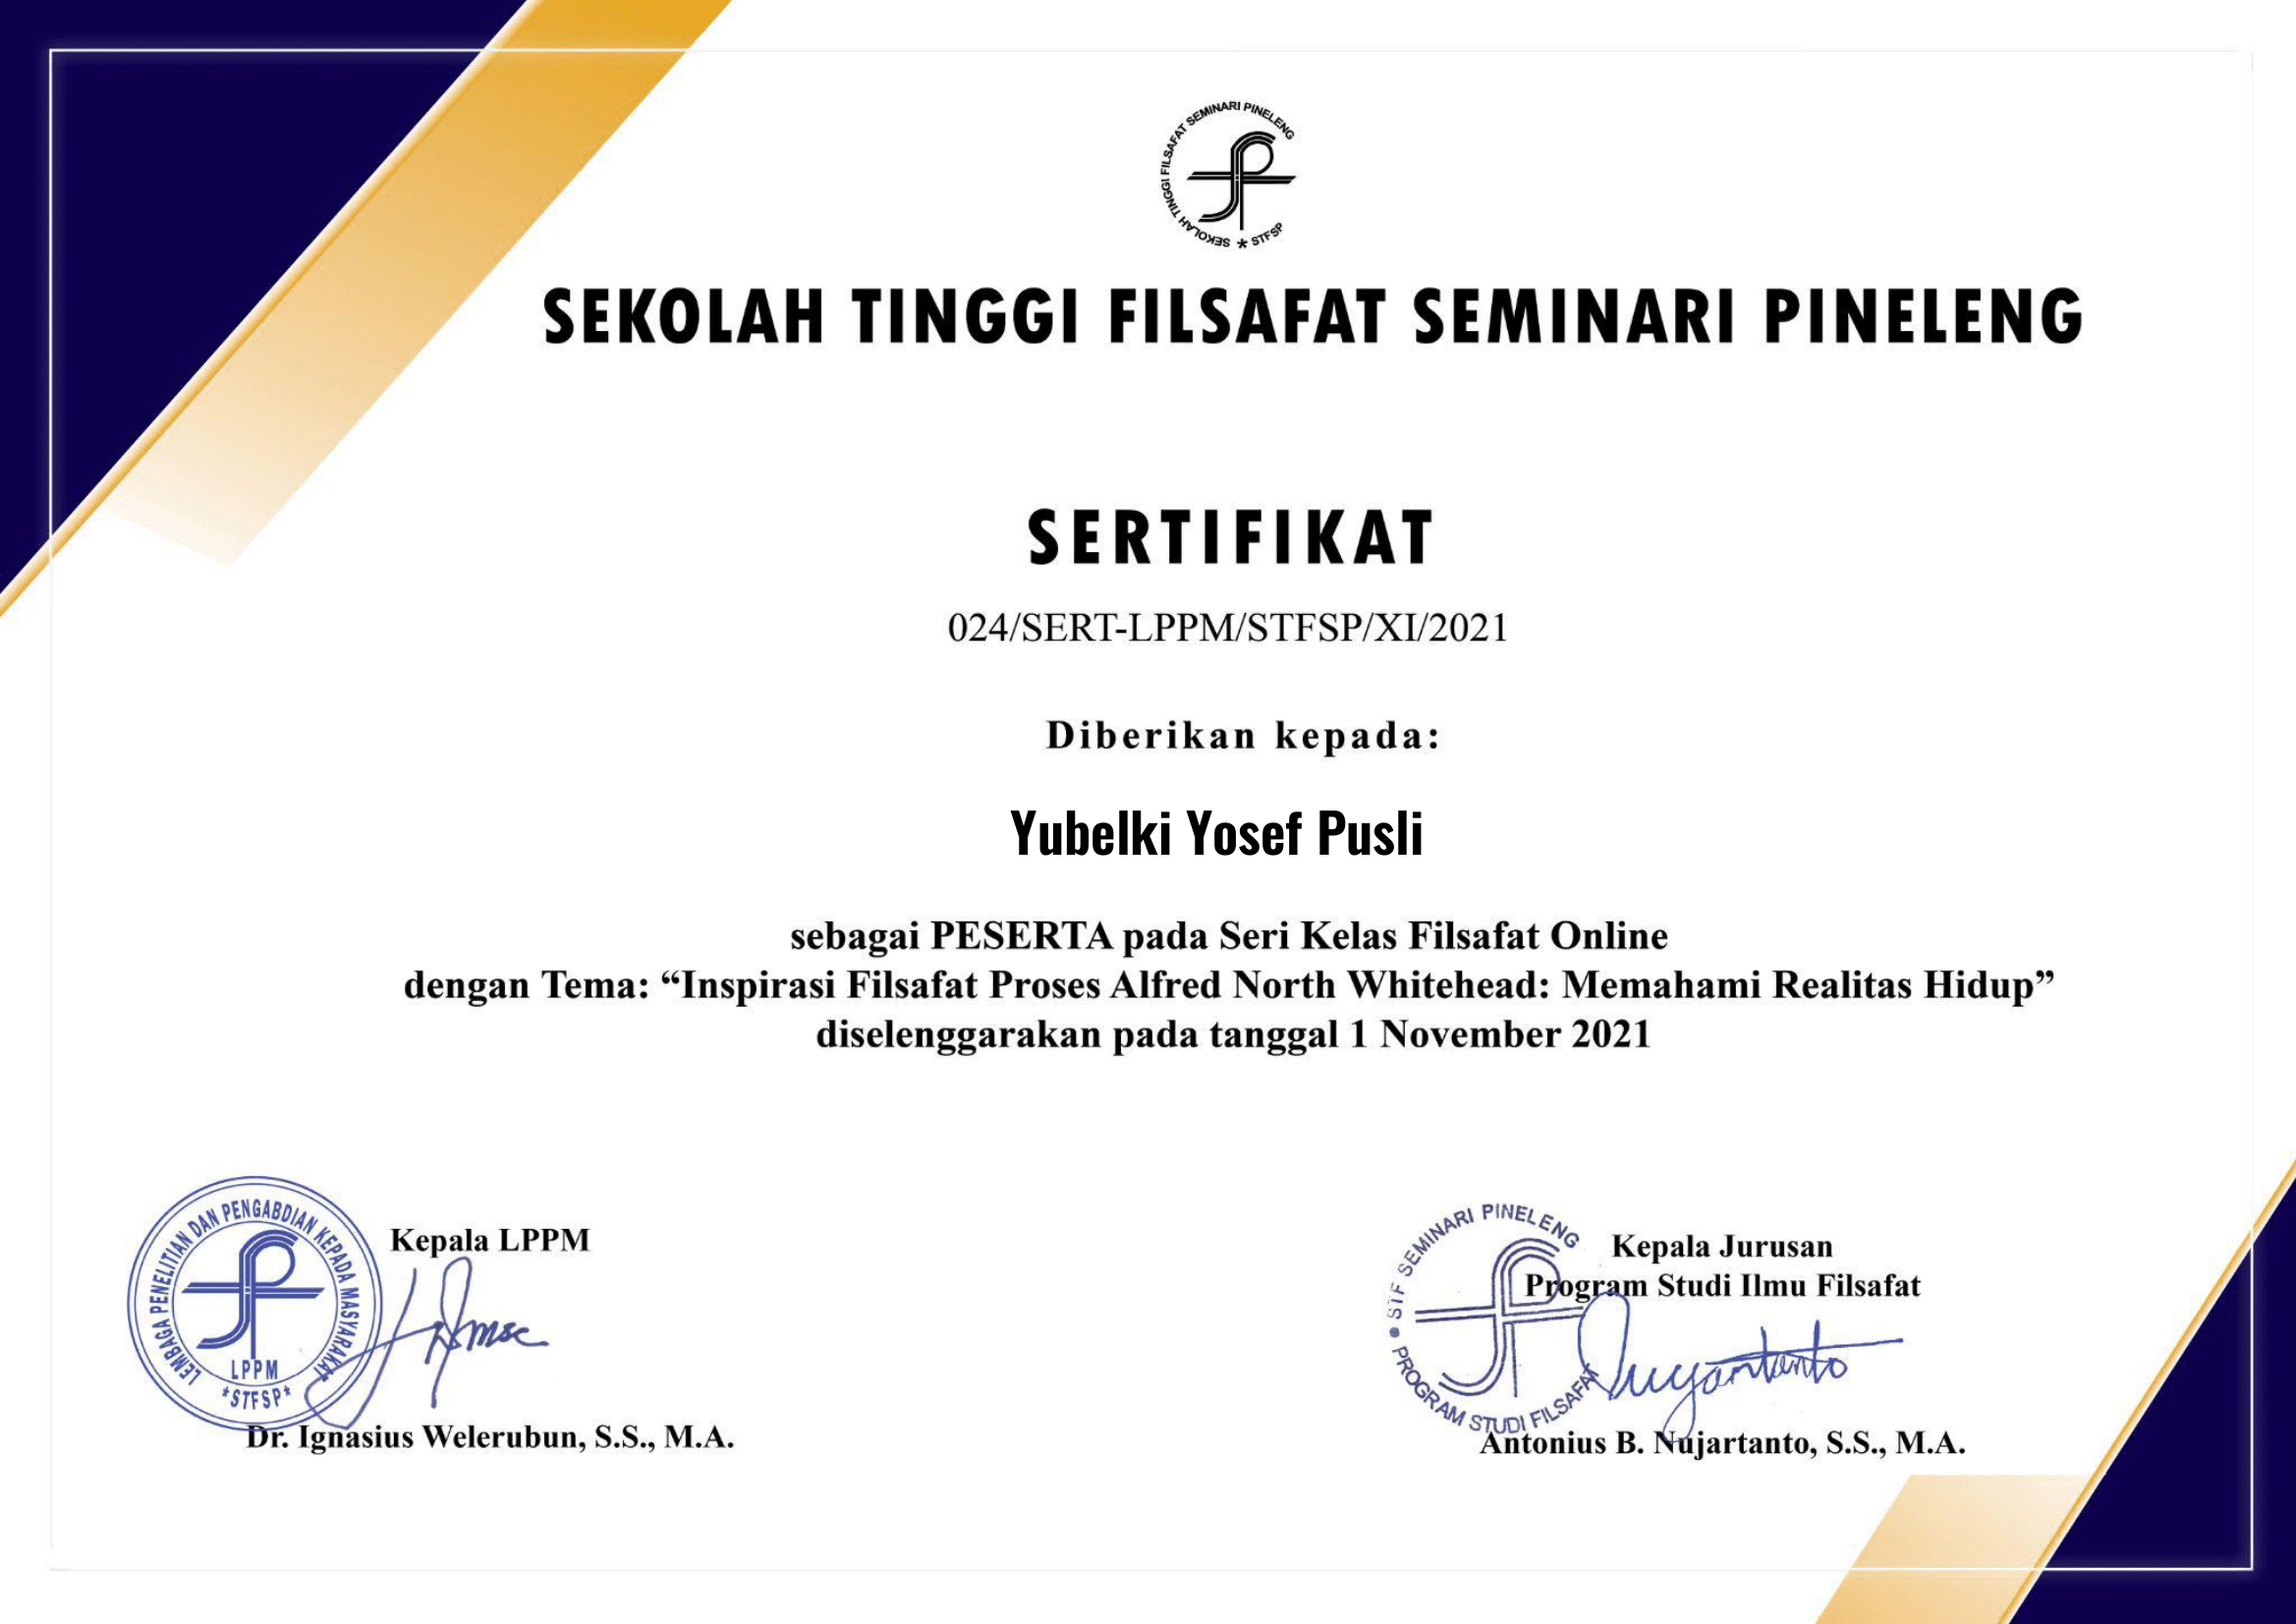 SEKOLAH TINGGI FILSAFAT SEMINARI PINELENG * STFSP
SEKOLAH TINGGI FILSAFAT SEMINARI PINELENG
SERTIFIKAT
024/SERT-LPPM/STFSP/XI/2021
Diberikan kepada:
Yubelki Yosef Pusli
sebagai PESERTA pada Seri Kelas Filsafat Online
dengan Tema: “Inspirasi Filsafat Proses Alfred North Whitehead: Memahami Realitas Hidup”
diselenggarakan pada tanggal 1 November 2021
LEMBAGA PENELITIAN DAN PENGABDIAN KEPADA MASYARAKAT
LPPM
*STFSP*
Kepala LPPM
Dr. Ignasius Welerubun, S.S., M.A.
STF SEMINARI PINELENG
PROGRAM STUDI FILSAFAT
Kepala Jurusan
Program Studi Ilmu Filsafat
Antonius B. Nujartanto, S.S., M.A.